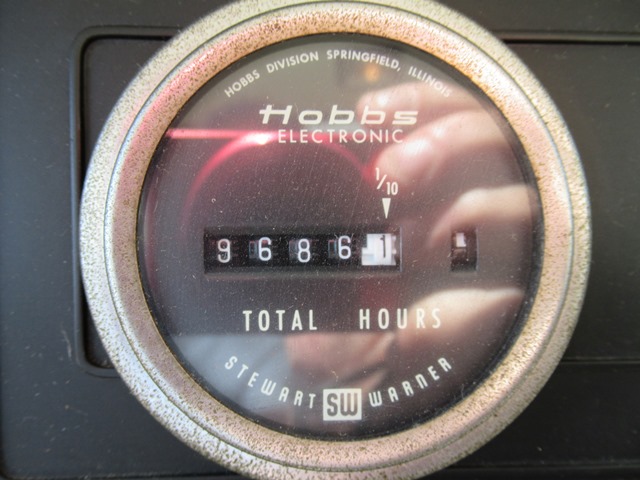 HOBBS DIVISION SPRINGFIELD, ILLINOIS
Hobbs
ELECTRONIC
1/10
96861
TOTAL HOURS
STEWART SW WARNER